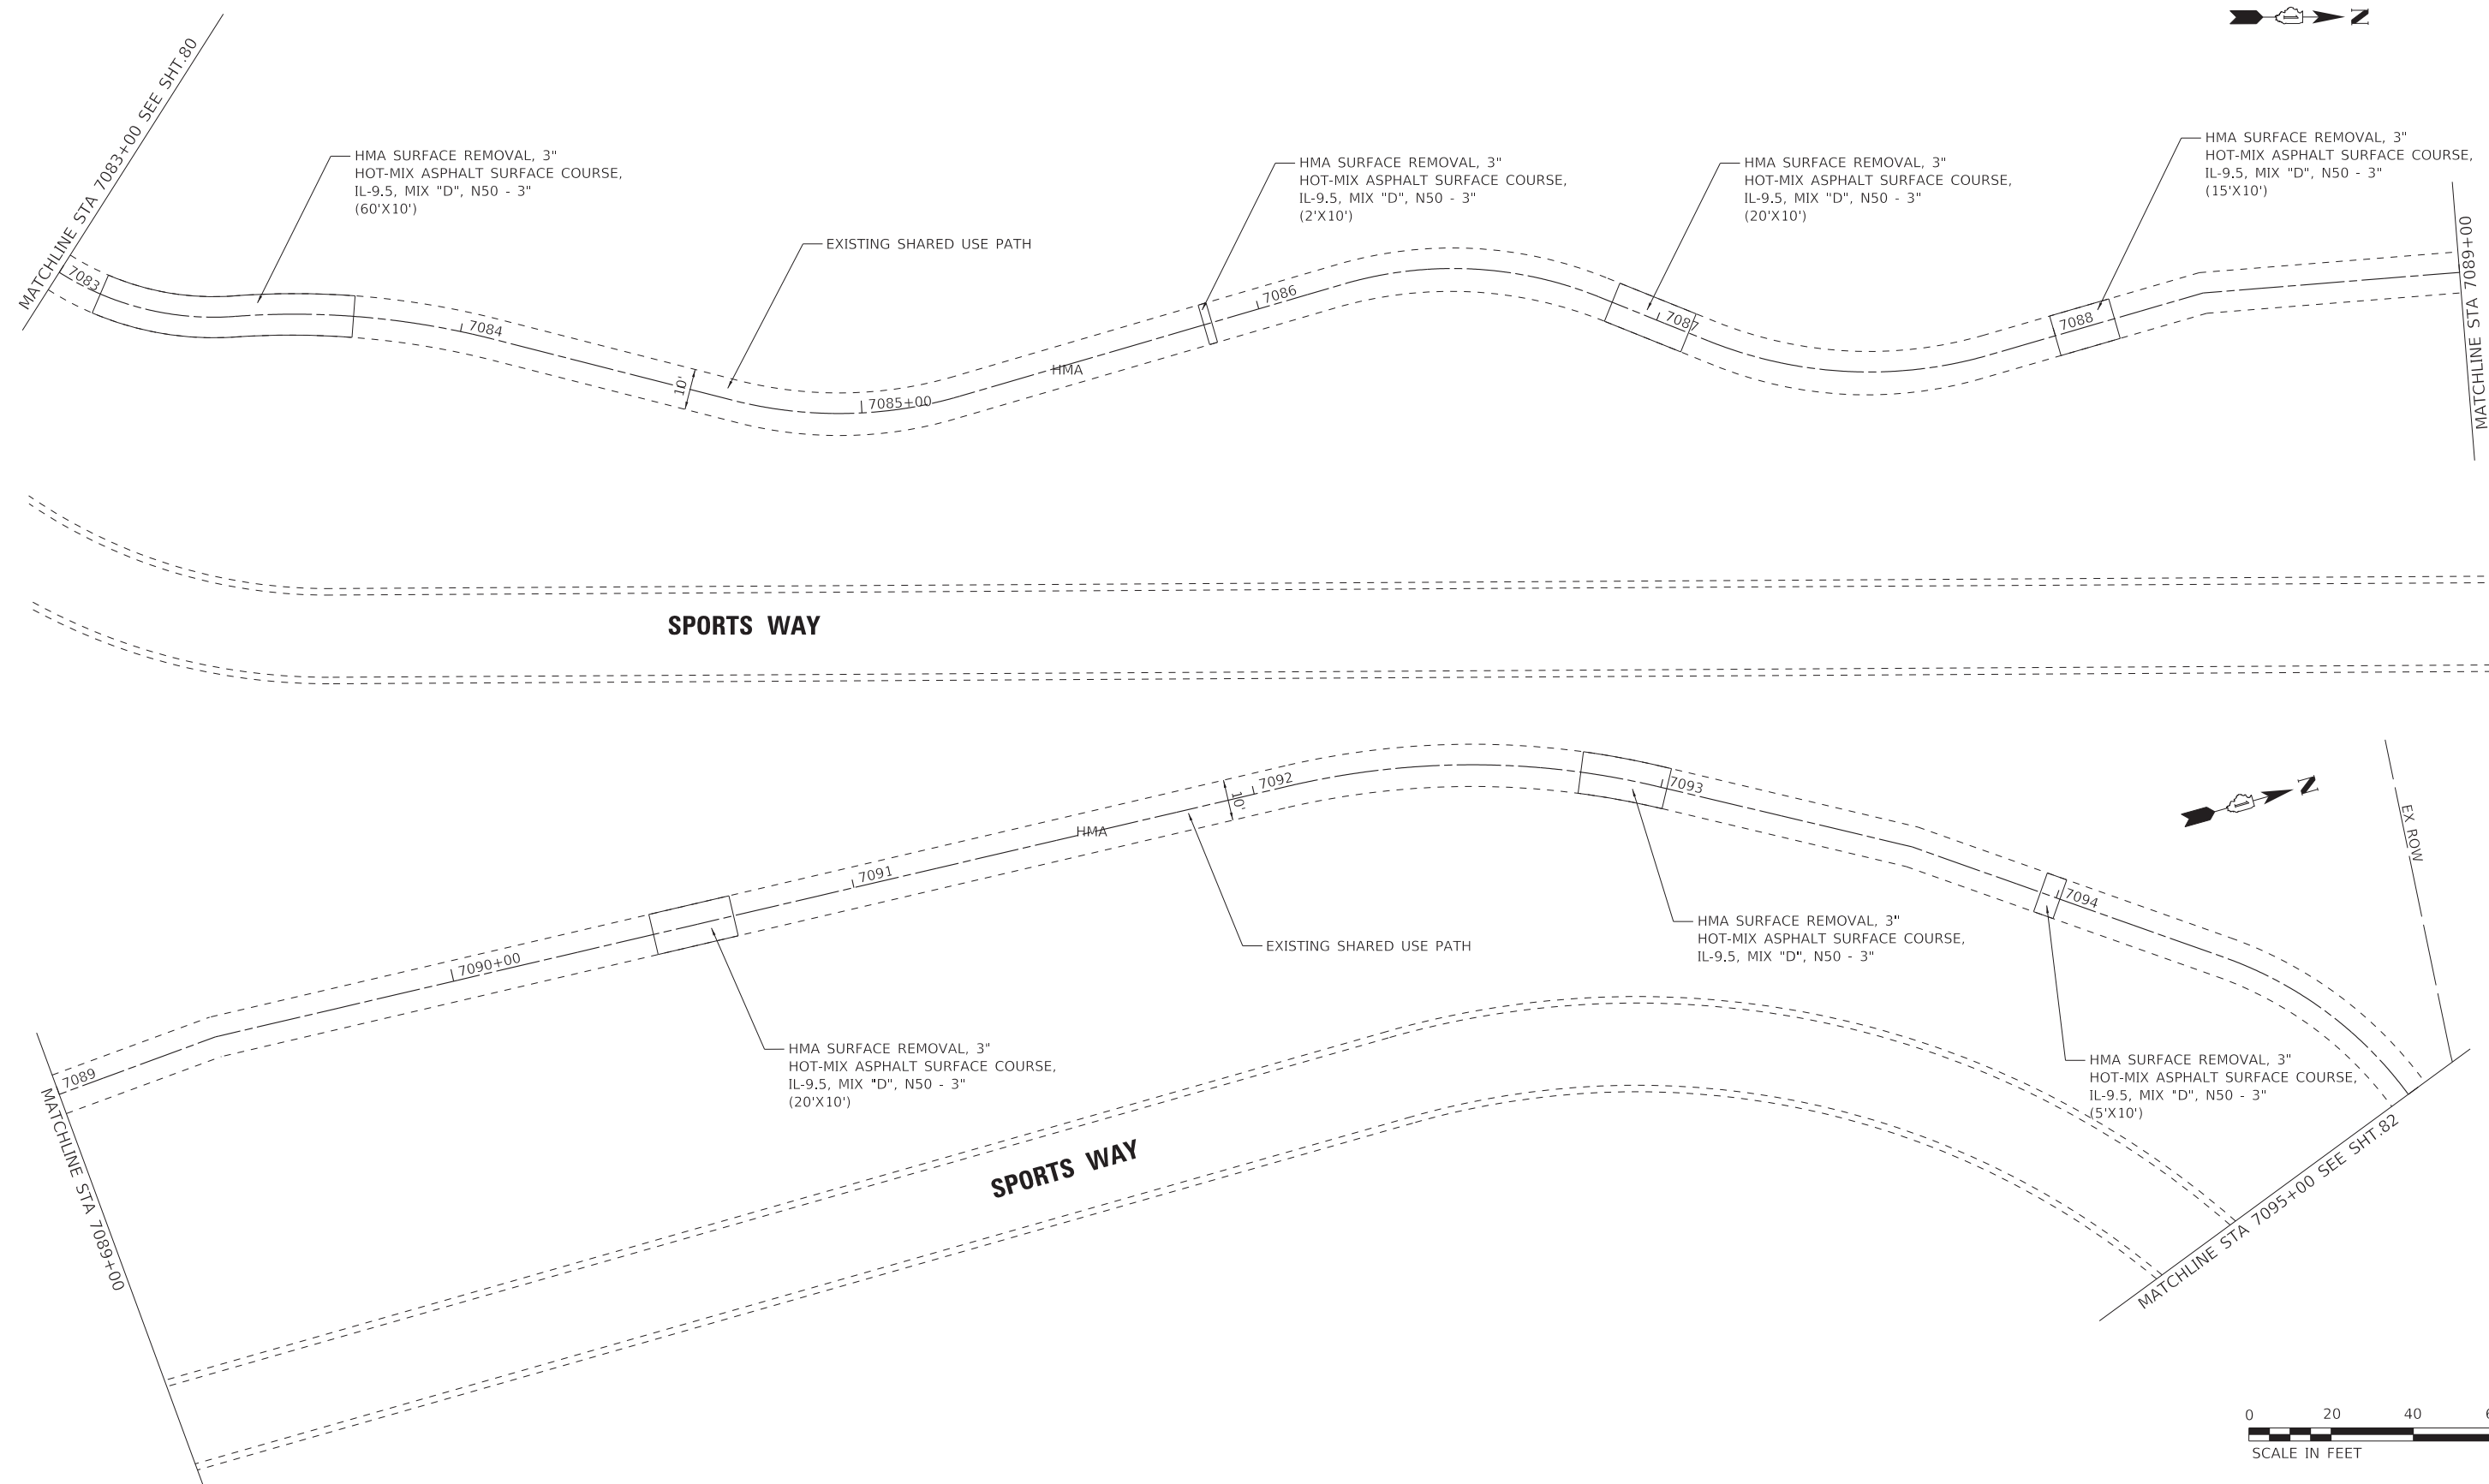 N
MATCHLINE STA 7083+00 SEE SHT.80
HMA SURFACE REMOVAL, 3"
HOT-MIX ASPHALT SURFACE COURSE,
IL-9.5, MIX "D", N50 - 3"
(60'X10')
EXISTING SHARED USE PATH
HMA SURFACE REMOVAL, 3"
HOT-MIX ASPHALT SURFACE COURSE,
IL-9.5, MIX "D", N50 - 3"
(2'X10')
HMA SURFACE REMOVAL, 3"
HOT-MIX ASPHALT SURFACE COURSE,
IL-9.5, MIX "D", N50 - 3"
(20'X10')
HMA SURFACE REMOVAL, 3"
HOT-MIX ASPHALT SURFACE COURSE,
IL-9.5, MIX "D", N50 - 3"
(15'X10')
MATCHLINE STA 7089+00
7083
7084
10'
7085+00
HMA
7086
7087
7088
SPORTS WAY
N
EX ROW
7089
7090+00
7091
HMA
10'
7092
7093
7094
EXISTING SHARED USE PATH
HMA SURFACE REMOVAL, 3"
HOT-MIX ASPHALT SURFACE COURSE,
IL-9.5, MIX "D", N50 - 3"
HMA SURFACE REMOVAL, 3"
HOT-MIX ASPHALT SURFACE COURSE,
IL-9.5, MIX "D", N50 - 3"
(20'X10')
HMA SURFACE REMOVAL, 3"
HOT-MIX ASPHALT SURFACE COURSE,
IL-9.5, MIX "D", N50 - 3"
(5'X10')
MATCHLINE STA 7089+00
SPORTS WAY
MATCHLINE STA 7095+00 SEE SHT.82
0 20 40
SCALE IN FEET